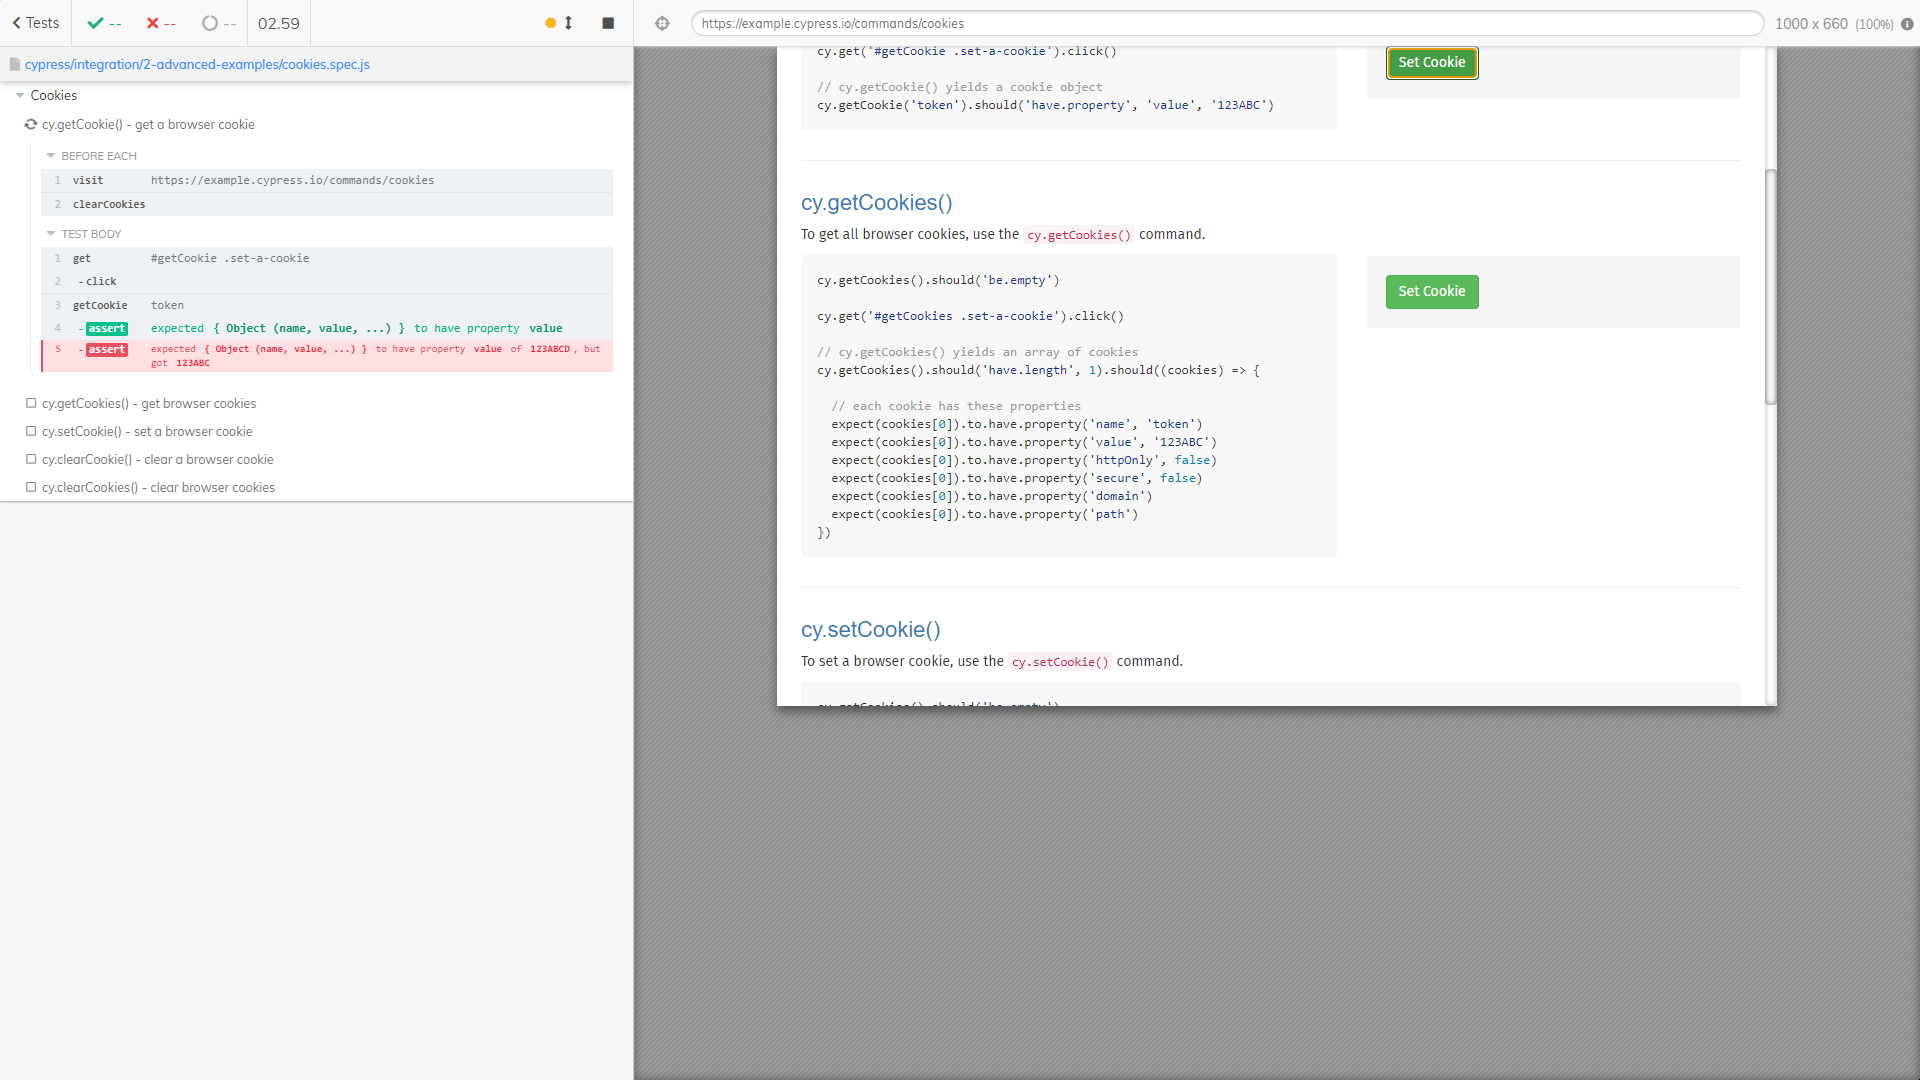 Tests
--
--
--
02.59
https://example.cypress.io/commands/cookies
1000 x 660 (100%)
cypress/integration/2-advanced-examples/cookies.spec.js
Cookies
cy.getCookie() - get a browser cookie
BEFORE EACH
1 visit https://example.cypress.io/commands/cookies
2 clearCookies
TEST BODY
1 get #getCookie .set-a-cookie
2 -click
3 getCookie token
4 -assert expected { Object (name, value, ...) } to have property value
5 -assert expected { Object (name, value, ...) } to have property value of 123ABCD, but
got 123ABC
cy.getCookies() - get browser cookies
cy.setCookie() - set a browser cookie
cy.clearCookie() - clear a browser cookie
cy.clearCookies() - clear browser cookies
cy.get('#getCookie .set-a-cookie').click()
// cy.getCookie() yields a cookie object
cy.getCookie('token').should('have.property', 'value', '123ABC')
Set Cookie
cy.getCookies()
To get all browser cookies, use the cy.getCookies() command.
cy.getCookies().should('be.empty')
cy.get('#getCookies .set-a-cookie').click()
// cy.getCookies() yields an array of cookies
cy.getCookies().should('have.length', 1).should((cookies) => {
// each cookie has these properties
expect(cookies[0]).to.have.property('name', 'token')
expect(cookies[0]).to.have.property('value', '123ABC')
expect(cookies[0]).to.have.property('httpOnly', false)
expect(cookies[0]).to.have.property('secure', false)
expect(cookies[0]).to.have.property('domain')
expect(cookies[0]).to.have.property('path')
})
Set Cookie
cy.setCookie()
To set a browser cookie, use the cy.setCookie() command.
cy.getCookies().should('be.empty')